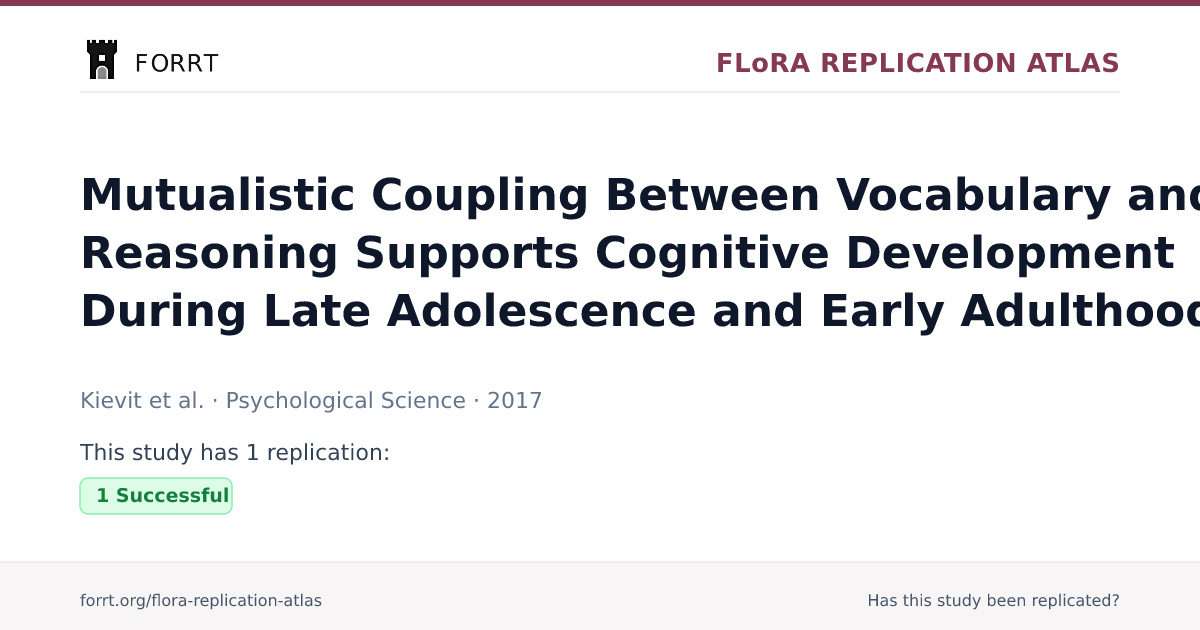 FORRT
FLoRA REPLICATION ATLAS
Mutualistic Coupling Between Vocabulary and
Reasoning Supports Cognitive Development
During Late Adolescence and Early Adulthood
Kievit et al. · Psychological Science · 2017
This study has 1 replication:
1 Successful
forrt.org/flora-replication-atlas
Has this study been replicated?